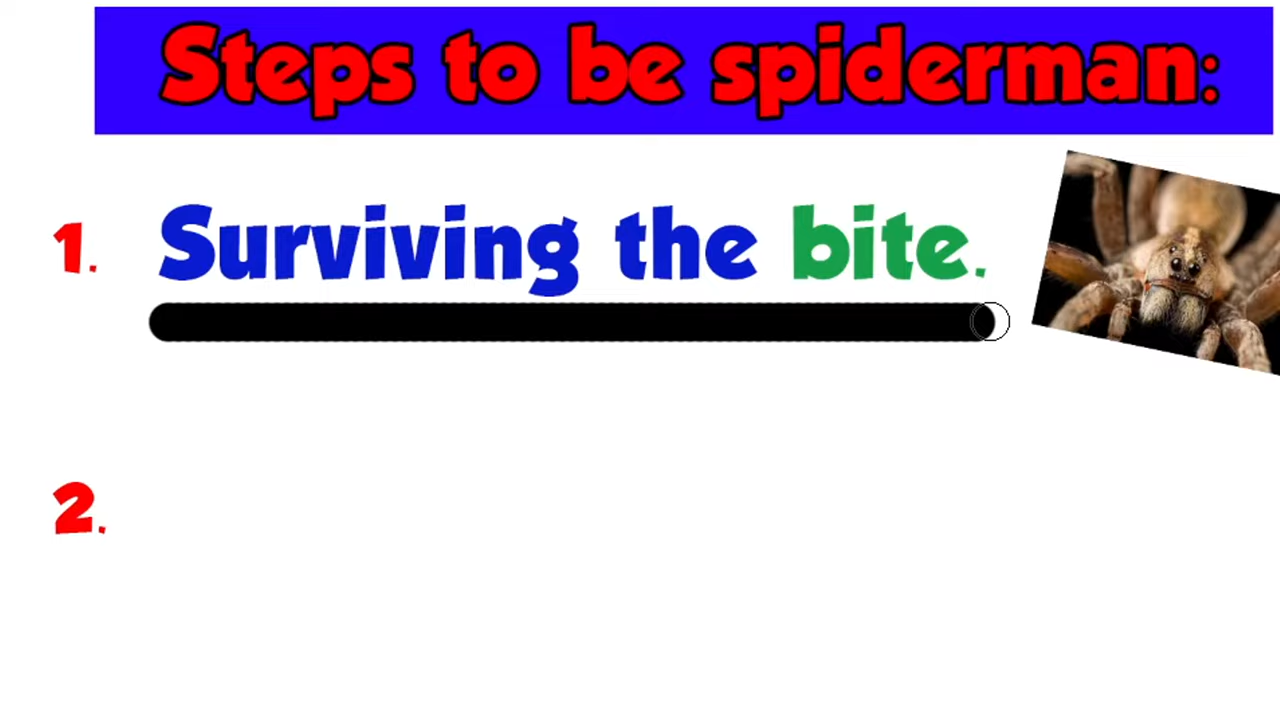 Steps to be spiderman:
1. Surviving the bite.
2.